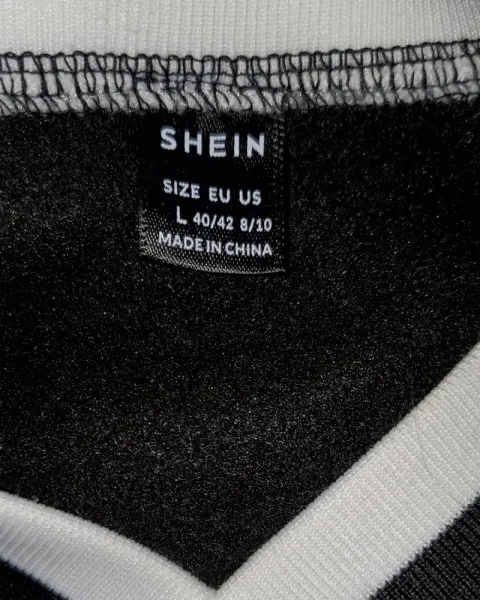 SHEIN
SIZE EU US
L 40/42 8/10
MADE IN CHINA